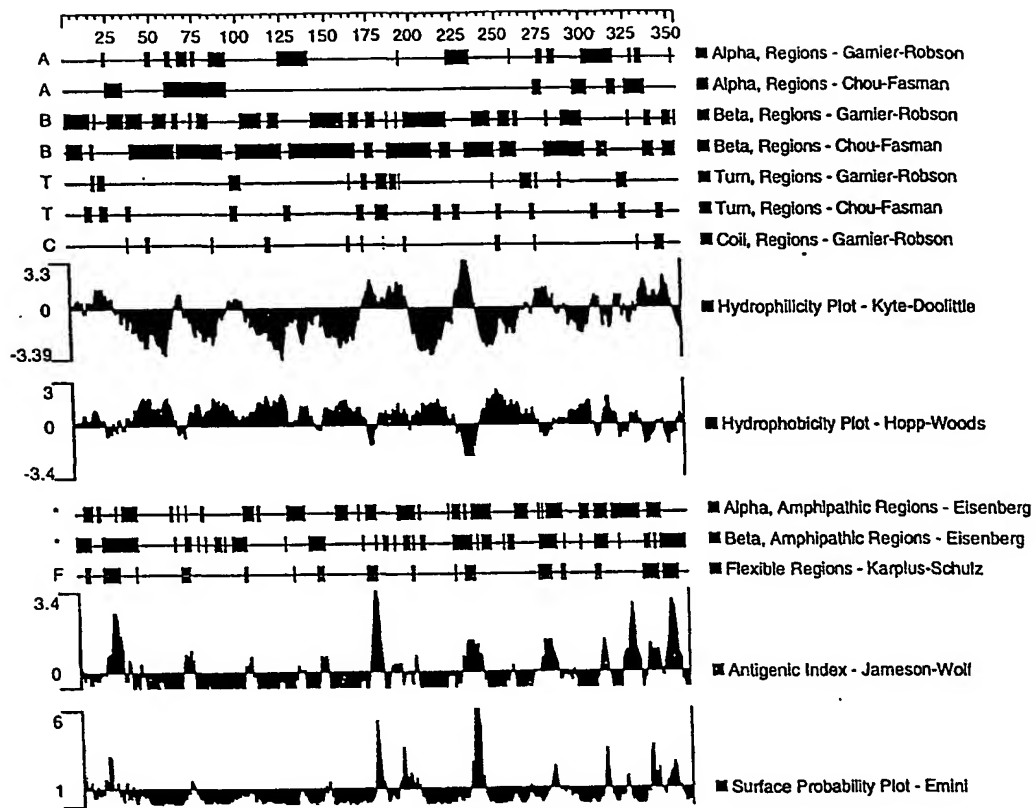 25 50 75 100 125 150 175 200 225 250 275 300 325 350
A Alpha, Regions - Garnier-Robson
A Alpha, Regions - Chou-Fasman
B Beta, Regions - Garnier-Robson
B Beta, Regions - Chou-Fasman
T Turn, Regions - Garnier-Robson
T Turn, Regions - Chou-Fasman
C Coil, Regions - Garnier-Robson
3.3
0 Hydrophilicity Plot - Kyte-Doolittle
-3.39
3
0 Hydrophobicity Plot - Hopp-Woods
-3.4
* Alpha, Amphipathic Regions - Eisenberg
* Beta, Amphipathic Regions - Eisenberg
F Flexible Regions - Karplus-Schulz
3.4
0 Antigenic Index - Jameson-Wolf
6
1 Surface Probability Plot - Emini